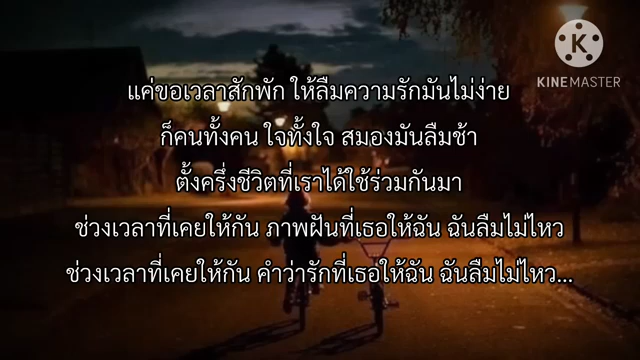 KINEMASTER
แค่ขอเวลาสักพัก ให้ลืมความรักมันไม่ง่าย
ก็คนทั้งคน ใจทั้งใจ สมองมันลืมช้า
ตั้งครึ่งชีวิตที่เราได้ใช้ร่วมกันมา
ช่วงเวลาที่เคยให้กัน ภาพฝันที่เธอให้ฉัน ฉันลืมไม่ไหว
ช่วงเวลาที่เคยให้กัน คำว่ารักที่เธอให้ฉัน ฉันลืมไม่ไหว...